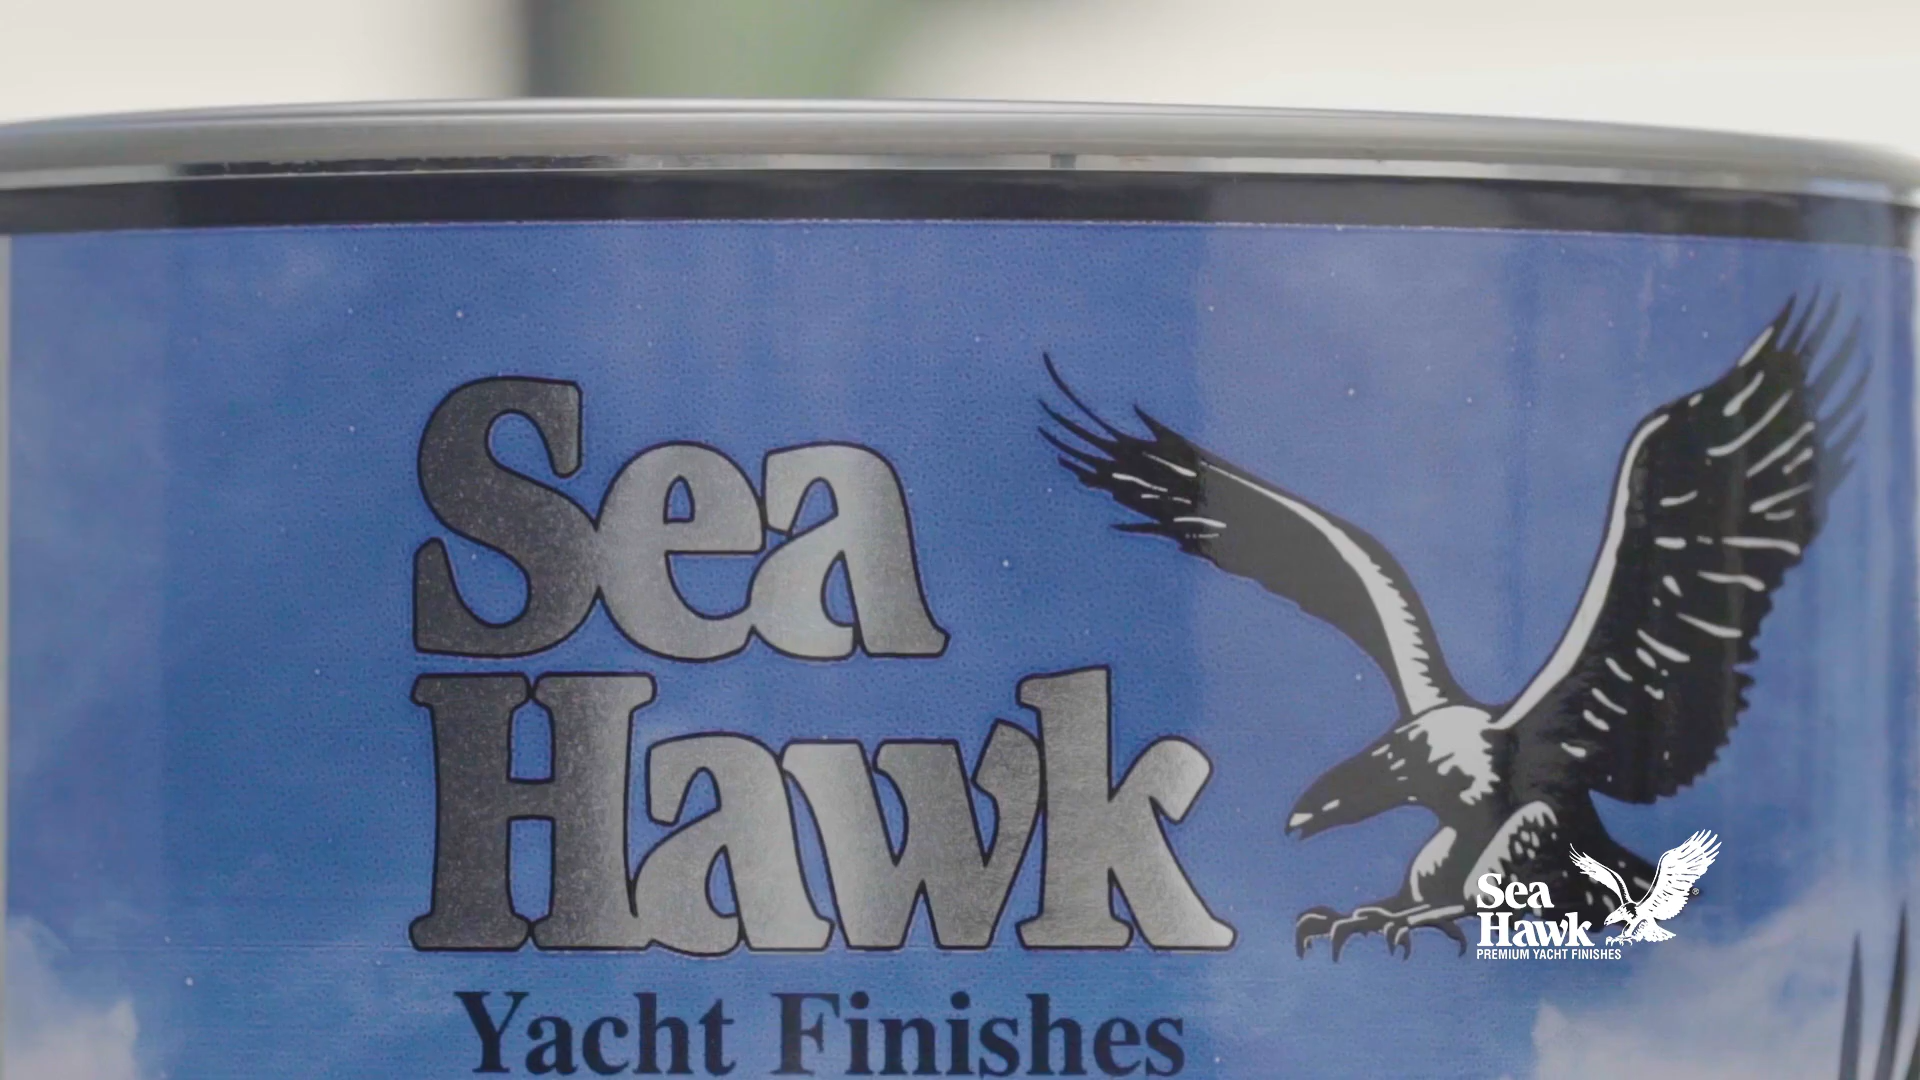 Sea
Hawk
Yacht Finishes
Sea
Hawk®
PREMIUM YACHT FINISHES